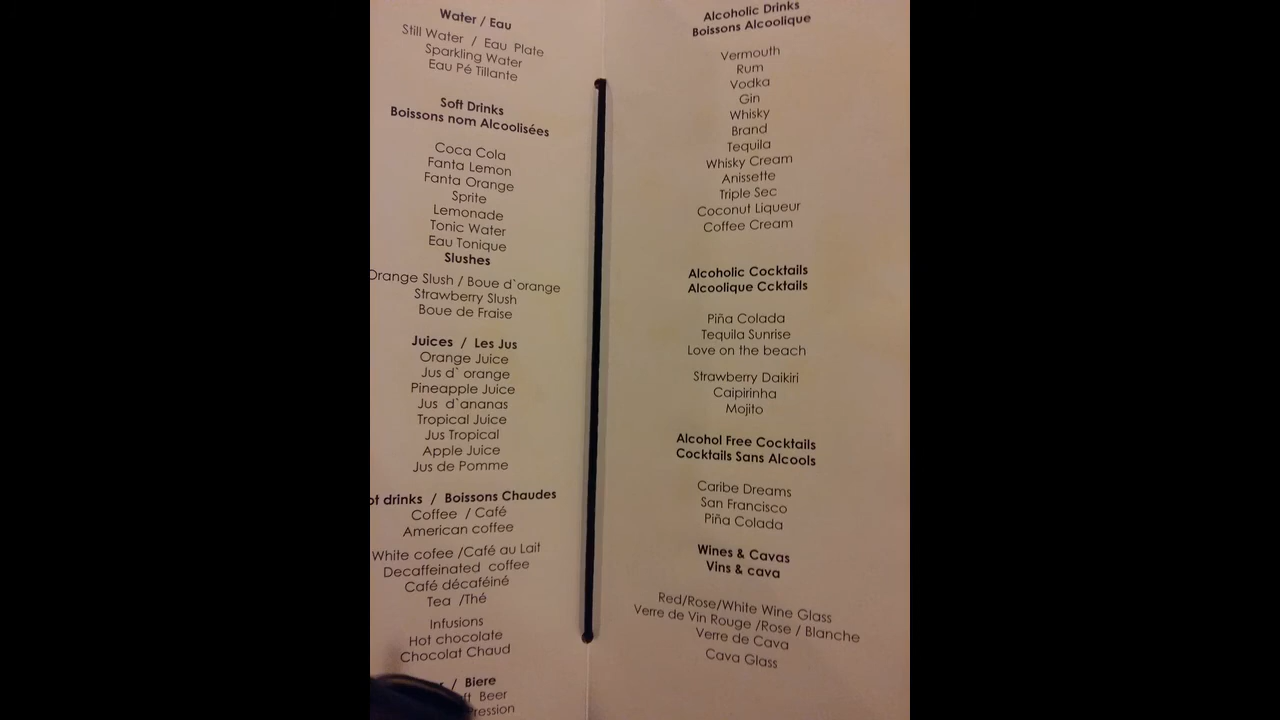 Water / Eau
Still Water / Eau Plate
Sparkling Water
Eau Pé Tillante
Soft Drinks
Boissons nom Alcoolisées
Coca Cola
Fanta Lemon
Fanta Orange
Sprite
Lemonade
Tonic Water
Eau Tonique
Slushes
Orange Slush / Boue d`orange
Strawberry Slush
Boue de Fraise
Juices / Les Jus
Orange Juice
Jus d` orange
Pineapple Juice
Jus d`ananas
Tropical Juice
Jus Tropical
Apple Juice
Jus de Pomme
ot drinks / Boissons Chaudes
Coffee / Café
American coffee
White cofee /Café au Lait
Decaffeinated coffee
Café décaféiné
Tea /Thé
Infusions
Hot chocolate
Chocolat Chaud
/ Biere
Beer
Alcoholic Drinks
Boissons Alcoolique
Vermouth
Rum
Vodka
Gin
Whisky
Brand
Tequila
Whisky Cream
Anissette
Triple Sec
Coconut Liqueur
Coffee Cream
Alcoholic Cocktails
Alcoolique Ccktails
Piña Colada
Tequila Sunrise
Love on the beach
Strawberry Daikiri
Caipirinha
Mojito
Alcohol Free Cocktails
Cocktails Sans Alcools
Caribe Dreams
San Francisco
Piña Colada
Wines & Cavas
Vins & cava
Red/Rose/White Wine Glass
Verre de Vin Rouge /Rose / Blanche
Verre de Cava
Cava Glass